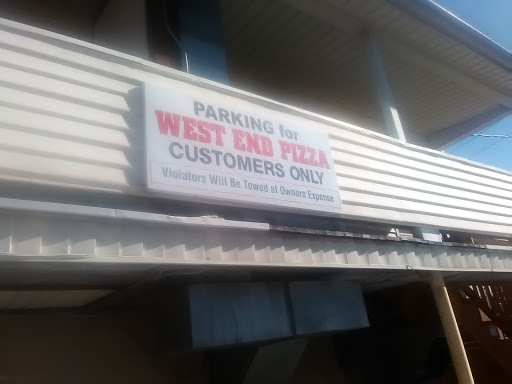 PARKING for
WEST END PIZZA
CUSTOMERS ONLY
Violators Will Be Towed at Owners Expense